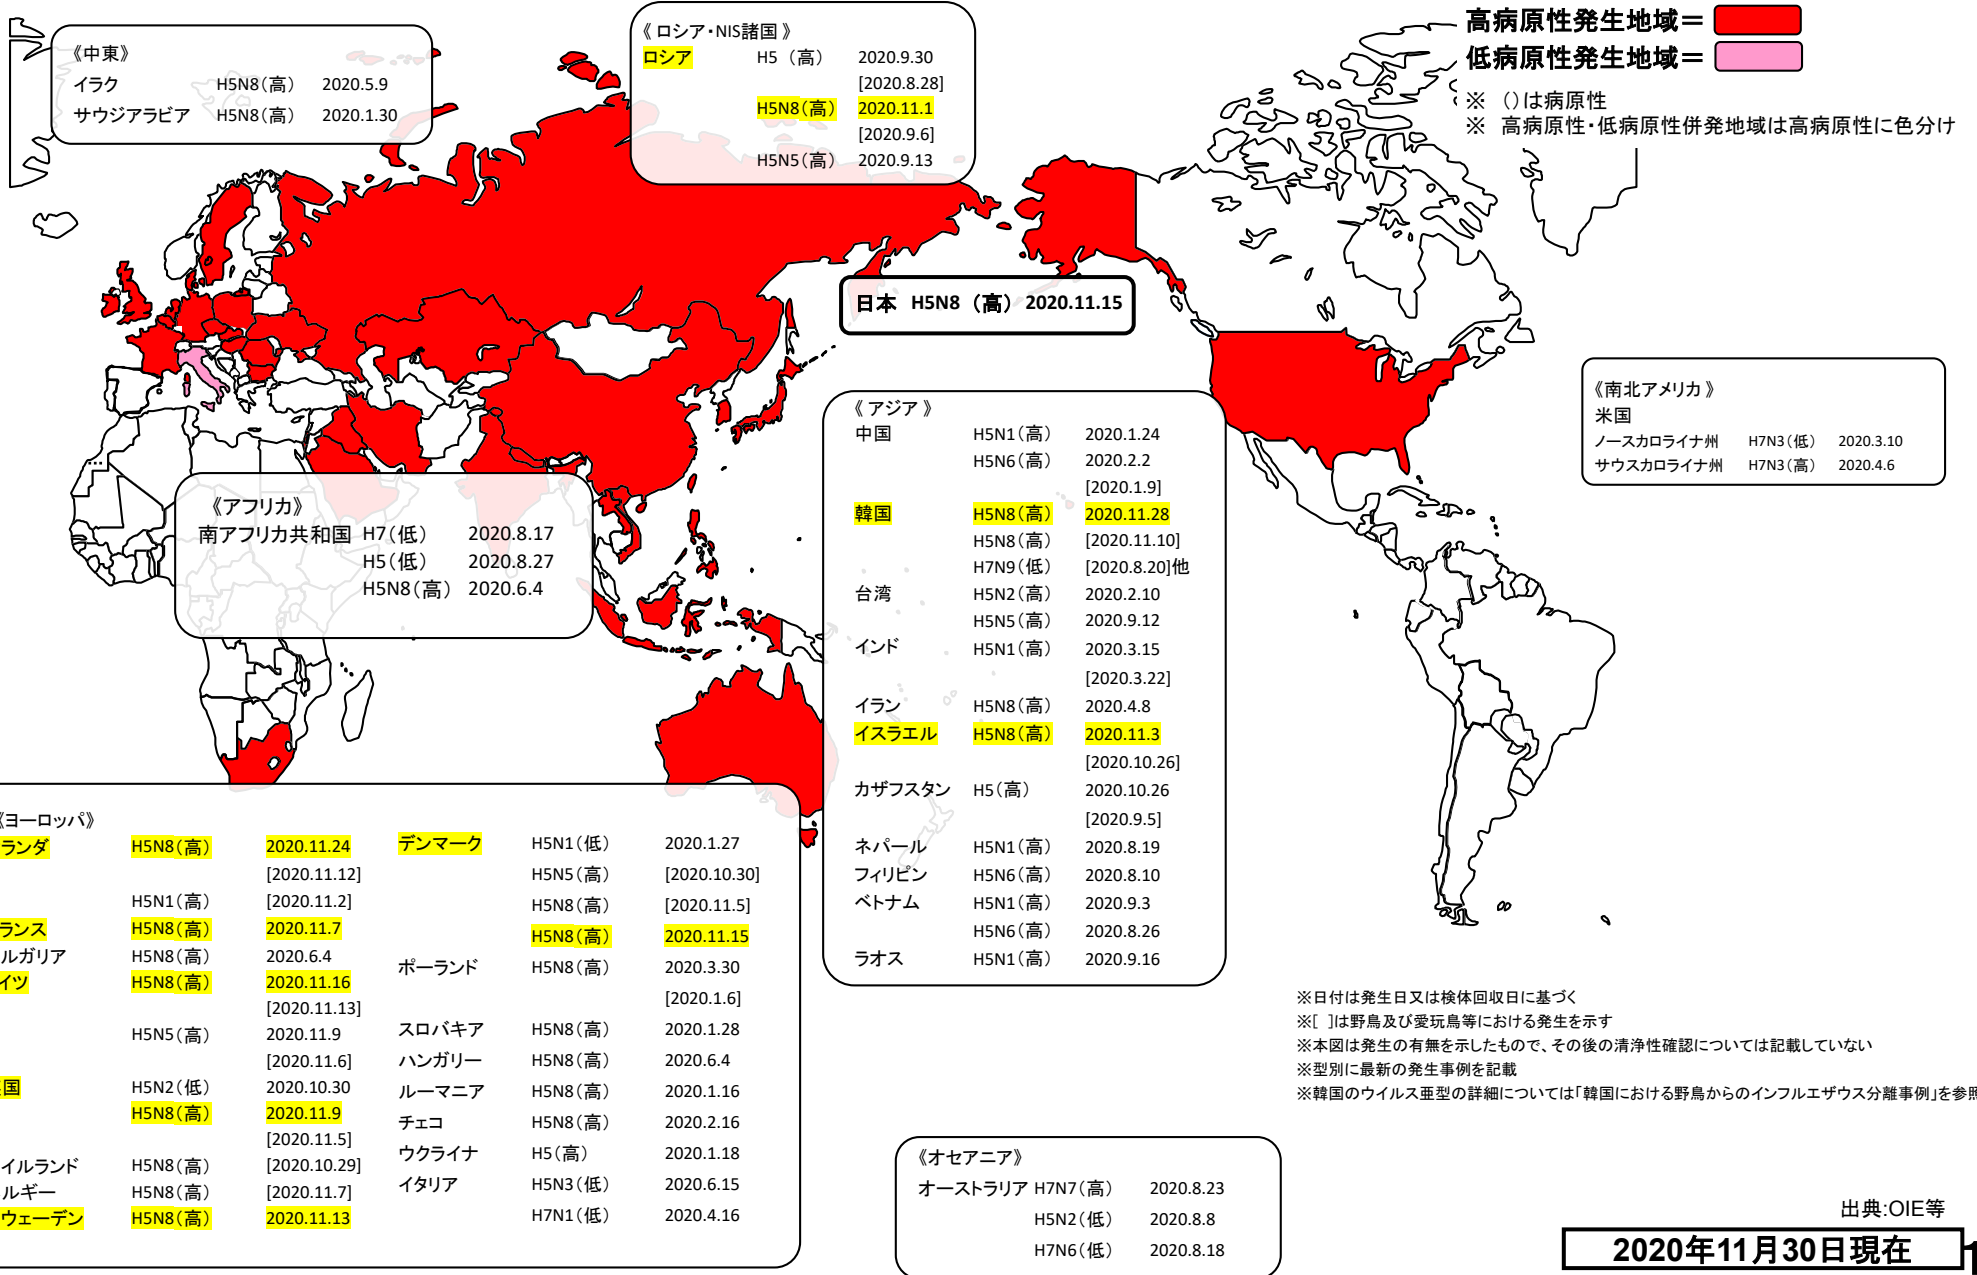 高病原性発生地域＝
低病原性発生地域＝
※ （）は病原性
※ 高病原性・低病原性併発地域は高病原性に色分け
《中東》
イラク H5N8（高） 2020.5.9
サウジアラビア H5N8（高） 2020.1.30
《ロシア・NIS諸国》
ロシア H5 （高） 2020.9.30
[2020.8.28]
H5N8（高） 2020.11.1
[2020.9.6]
H5N5（高） 2020.9.13
日本 H5N8 （高） 2020.11.15
《アジア》
中国 H5N1（高） 2020.1.24
H5N6（高） 2020.2.2
[2020.1.9]
韓国 H5N8（高） 2020.11.28
H5N8（高） [2020.11.10]
H7N9（低） [2020.8.20]他
台湾 H5N2（高） 2020.2.10
H5N5（高） 2020.9.12
インド H5N1（高） 2020.3.15
[2020.3.22]
イラン H5N8（高） 2020.4.8
イスラエル H5N8（高） 2020.11.3
[2020.10.26]
カザフスタン H5（高） 2020.10.26
[2020.9.5]
ネパール H5N1（高） 2020.8.19
フィリピン H5N6（高） 2020.8.10
ベトナム H5N1（高） 2020.9.3
H5N6（高） 2020.8.26
ラオス H5N1（高） 2020.9.16
《南北アメリカ》
米国
ノースカロライナ州 H7N3（低） 2020.3.10
サウスカロライナ州 H7N3（高） 2020.4.6
《アフリカ》
南アフリカ共和国 H7（低） 2020.8.17
H5（低） 2020.8.27
H5N8（高） 2020.6.4
《ヨーロッパ》
ランダ H5N8（高） 2020.11.24
[2020.11.12]
H5N1（高） [2020.11.2]
ランス H5N8（高） 2020.11.7
ルガリア H5N8（高） 2020.6.4
イツ H5N8（高） 2020.11.16
[2020.11.13]
H5N5（高） 2020.11.9
[2020.11.6]
国 H5N2（低） 2020.10.30
H5N8（高） 2020.11.9
[2020.11.5]
イルランド H5N8（高） [2020.10.29]
ルギー H5N8（高） [2020.11.7]
ウェーデン H5N8（高） 2020.11.13
デンマーク H5N1（低） 2020.1.27
H5N5（高） [2020.10.30]
H5N8（高） [2020.11.5]
H5N8（高） 2020.11.15
ポーランド H5N8（高） 2020.3.30
[2020.1.6]
スロバキア H5N8（高） 2020.1.28
ハンガリー H5N8（高） 2020.6.4
ルーマニア H5N8（高） 2020.1.16
チェコ H5N8（高） 2020.2.16
ウクライナ H5（高） 2020.1.18
イタリア H5N3（低） 2020.6.15
H7N1（低） 2020.4.16
《オセアニア》
オーストラリア H7N7（高） 2020.8.23
H5N2（低） 2020.8.8
H7N6（低） 2020.8.18
※日付は発生日又は検体回収日に基づく
※[ ]は野鳥及び愛玩鳥等における発生を示す
※本図は発生の有無を示したもので、その後の清浄性確認については記載していない
※型別に最新の発生事例を記載
※韓国のウイルス亜型の詳細については「韓国における野鳥からのインフルエザウス分離事例」を参照
出典:OIE等
2020年11月30日現在
1